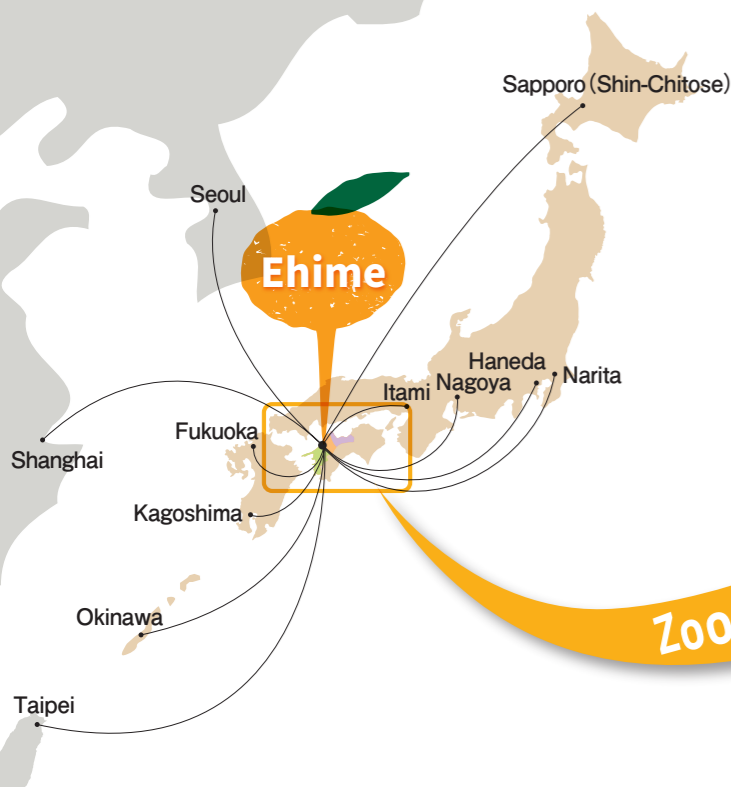 Sapporo（Shin-Chitose）
Seoul
Ehime
Haneda
Narita
Itami
Nagoya
Fukuoka
Shanghai
Kagoshima
Okinawa
Zoo
Taipei